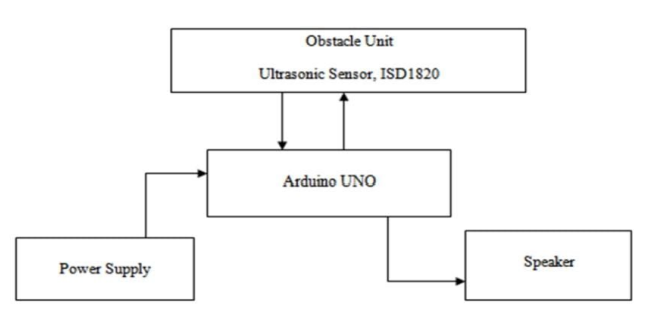 Obstacle Unit
Ultrasonic Sensor, ISD1820
Arduino UNO
Power Supply
Speaker